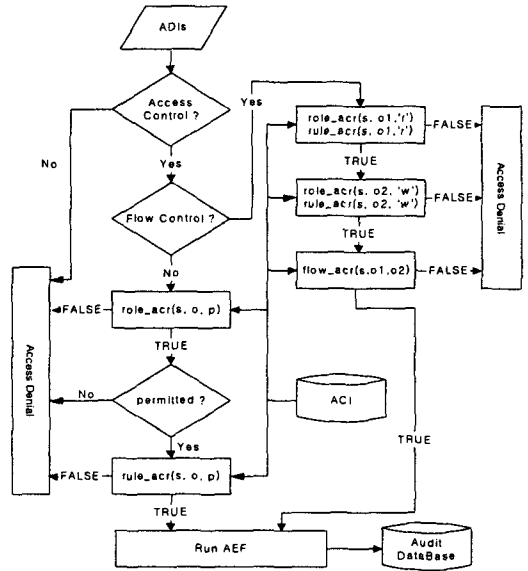 ADIs
Access
Control ?
Yes
No
Yes
Flow Control ?
No
role_acr(s, o1,'r')
rule_acr(s, o1,'r')
FALSE
TRUE
role_acr(s, o2, 'w')
rule_acr(s, o2, 'w')
FALSE
TRUE
flow_acr(s,o1,o2)
FALSE
Access Denial
Access Denial
FALSE
role_acr(s, o, p)
TRUE
No
permitted ?
Yes
ACI
FALSE
rule_acr(s, o, p)
TRUE
TRUE
Run AEF
Audit
DataBase